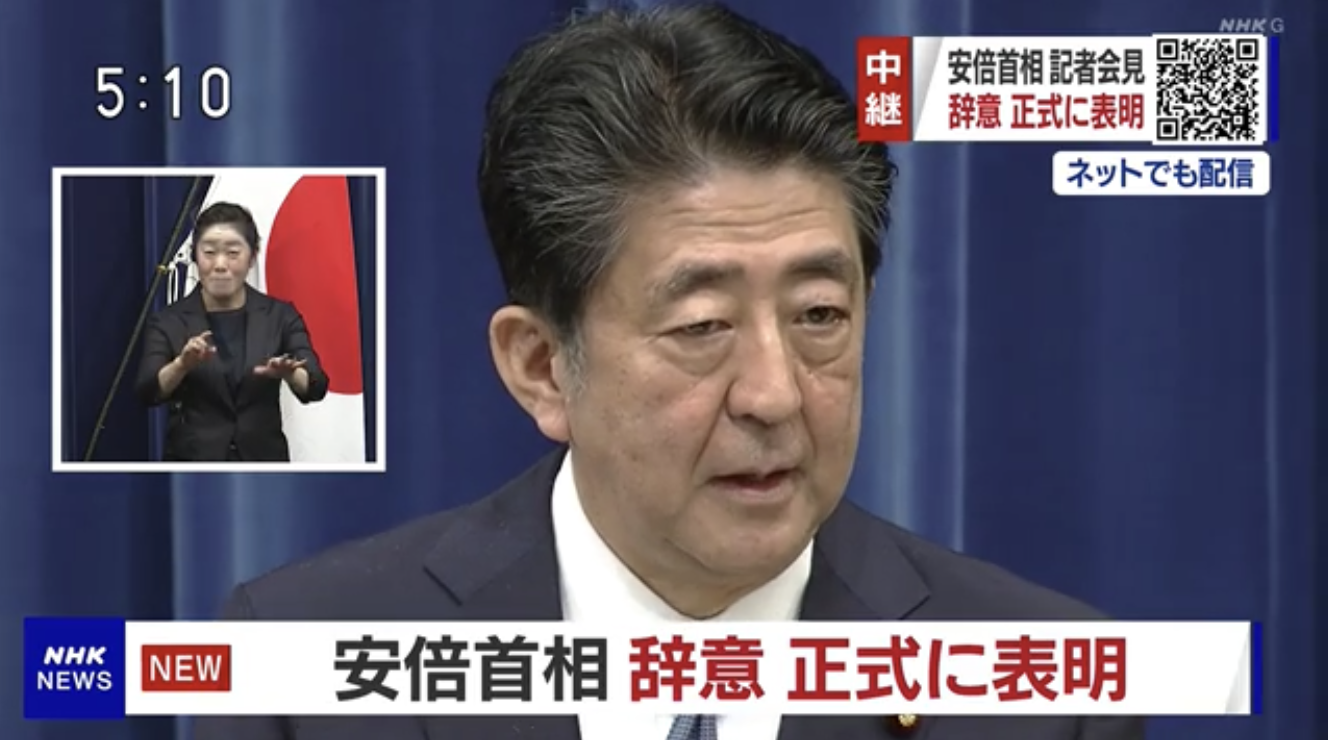 NHK G
5:10
中継
安倍首相 記者会見
辞意 正式に表明
ネットでも配信
NHK
NEWS
NEW
安倍首相 辞意 正式に表明